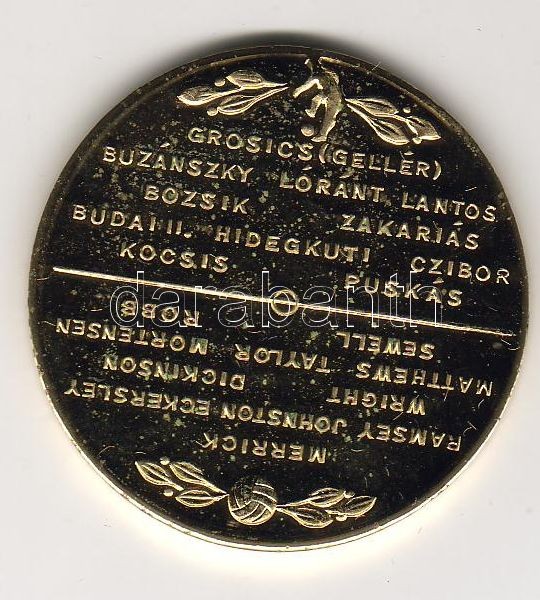 GROSICS (GELLÉR)
BUZÁNSZKY LÓRÁNT LANTOS
BOZSIK ZAKARIÁS
BUDAI II. HIDEGKUTI CZIBOR
KOCSIS PUSKÁS
darabanth
MERRICK
RAMSEY JOHNSTON ECKERSLEY
WRIGHT DICKINSON
MATTHEWS TAYLOR MORTENSEN
SEWELL ROBB